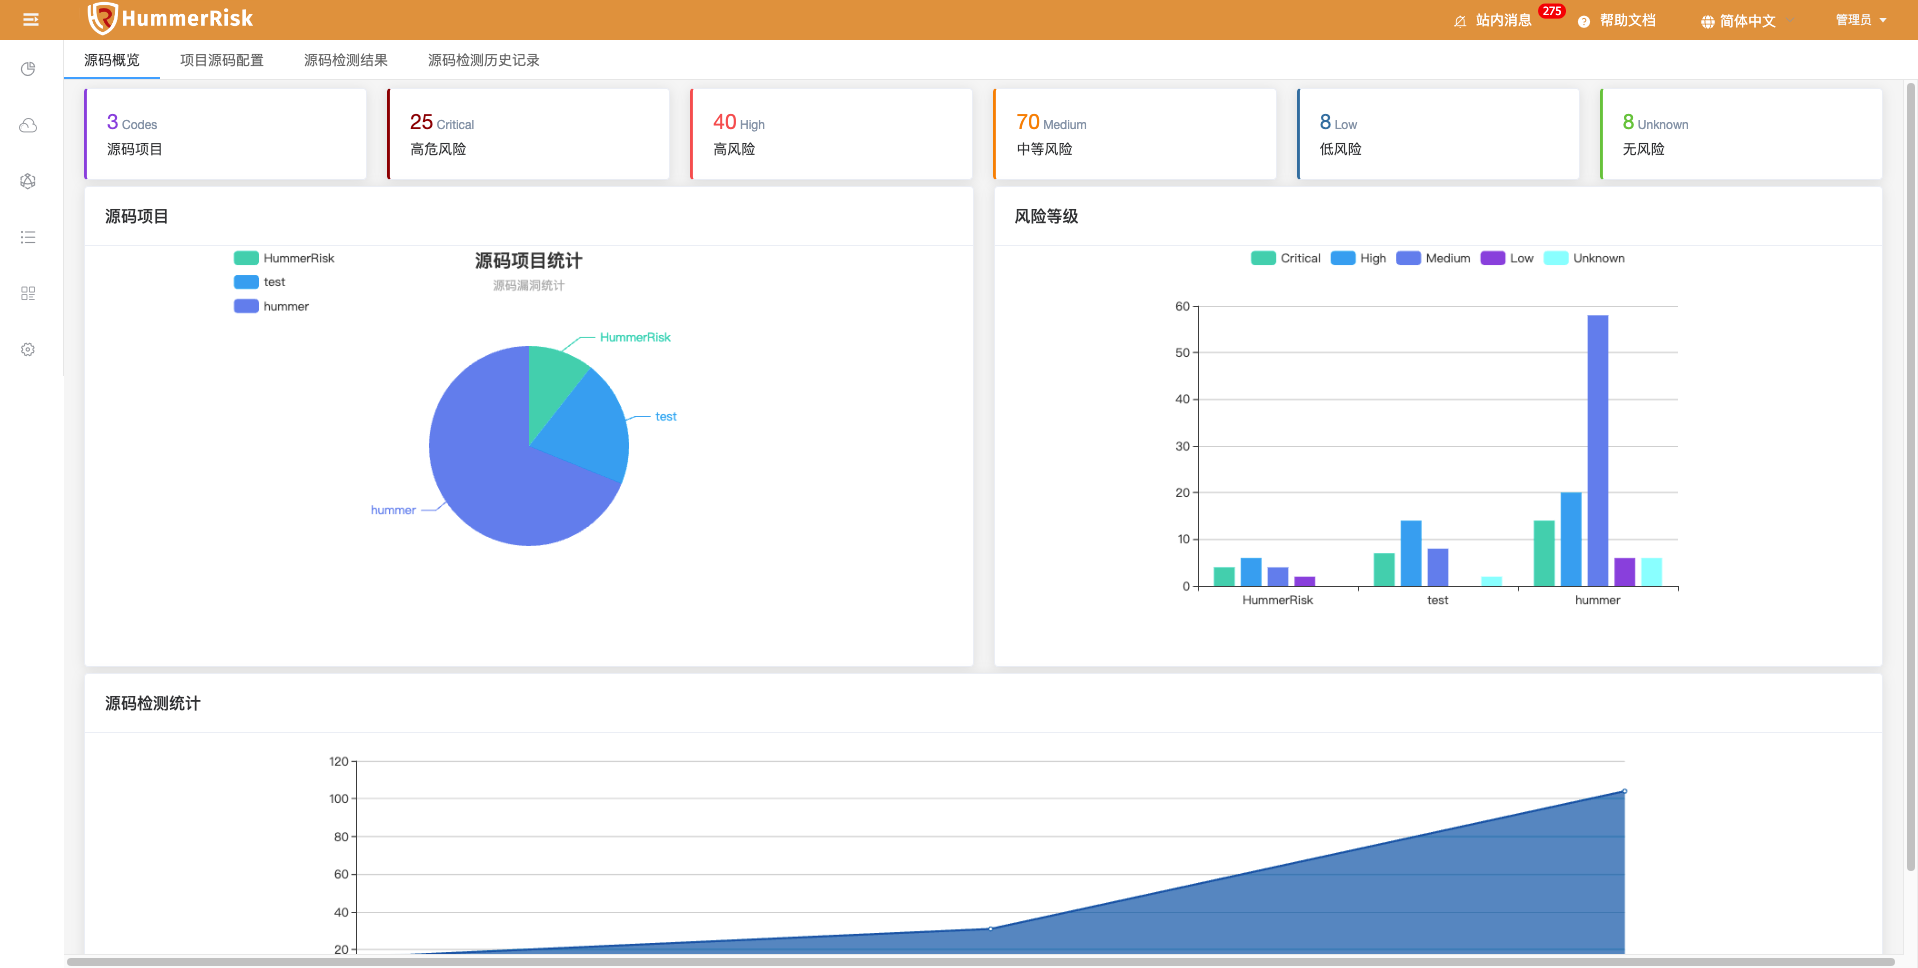 HummerRisk
站内消息 275
帮助文档
简体中文
管理员
源码概览 项目源码配置 源码检测结果 源码检测历史记录
3 Codes
源码项目
25 Critical
高危风险
40 High
高风险
70 Medium
中等风险
8 Low
低风险
8 Unknown
无风险
源码项目
HummerRisk
test
hummer
源码项目统计
源码漏洞统计
HummerRisk
test
hummer
风险等级
Critical High Medium Low Unknown
60
50
40
30
20
10
0
HummerRisk test hummer
源码检测统计
120
100
80
60
40
20